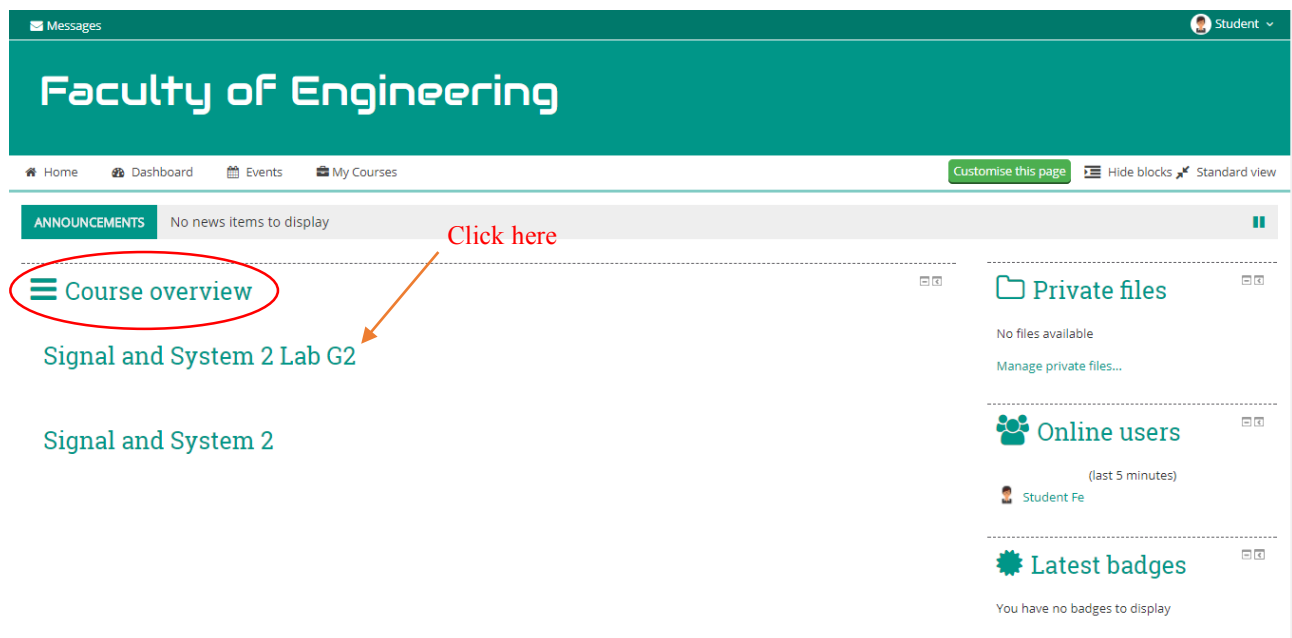 Messages
Student
Faculty of Engineering
Home Dashboard Events My Courses Customise this page Hide blocks Standard view
ANNOUNCEMENTS No news items to display
Click here
Course overview
Signal and System 2 Lab G2
Signal and System 2
Private files
No files available
Manage private files...
Online users
(last 5 minutes)
Student Fe
Latest badges
You have no badges to display